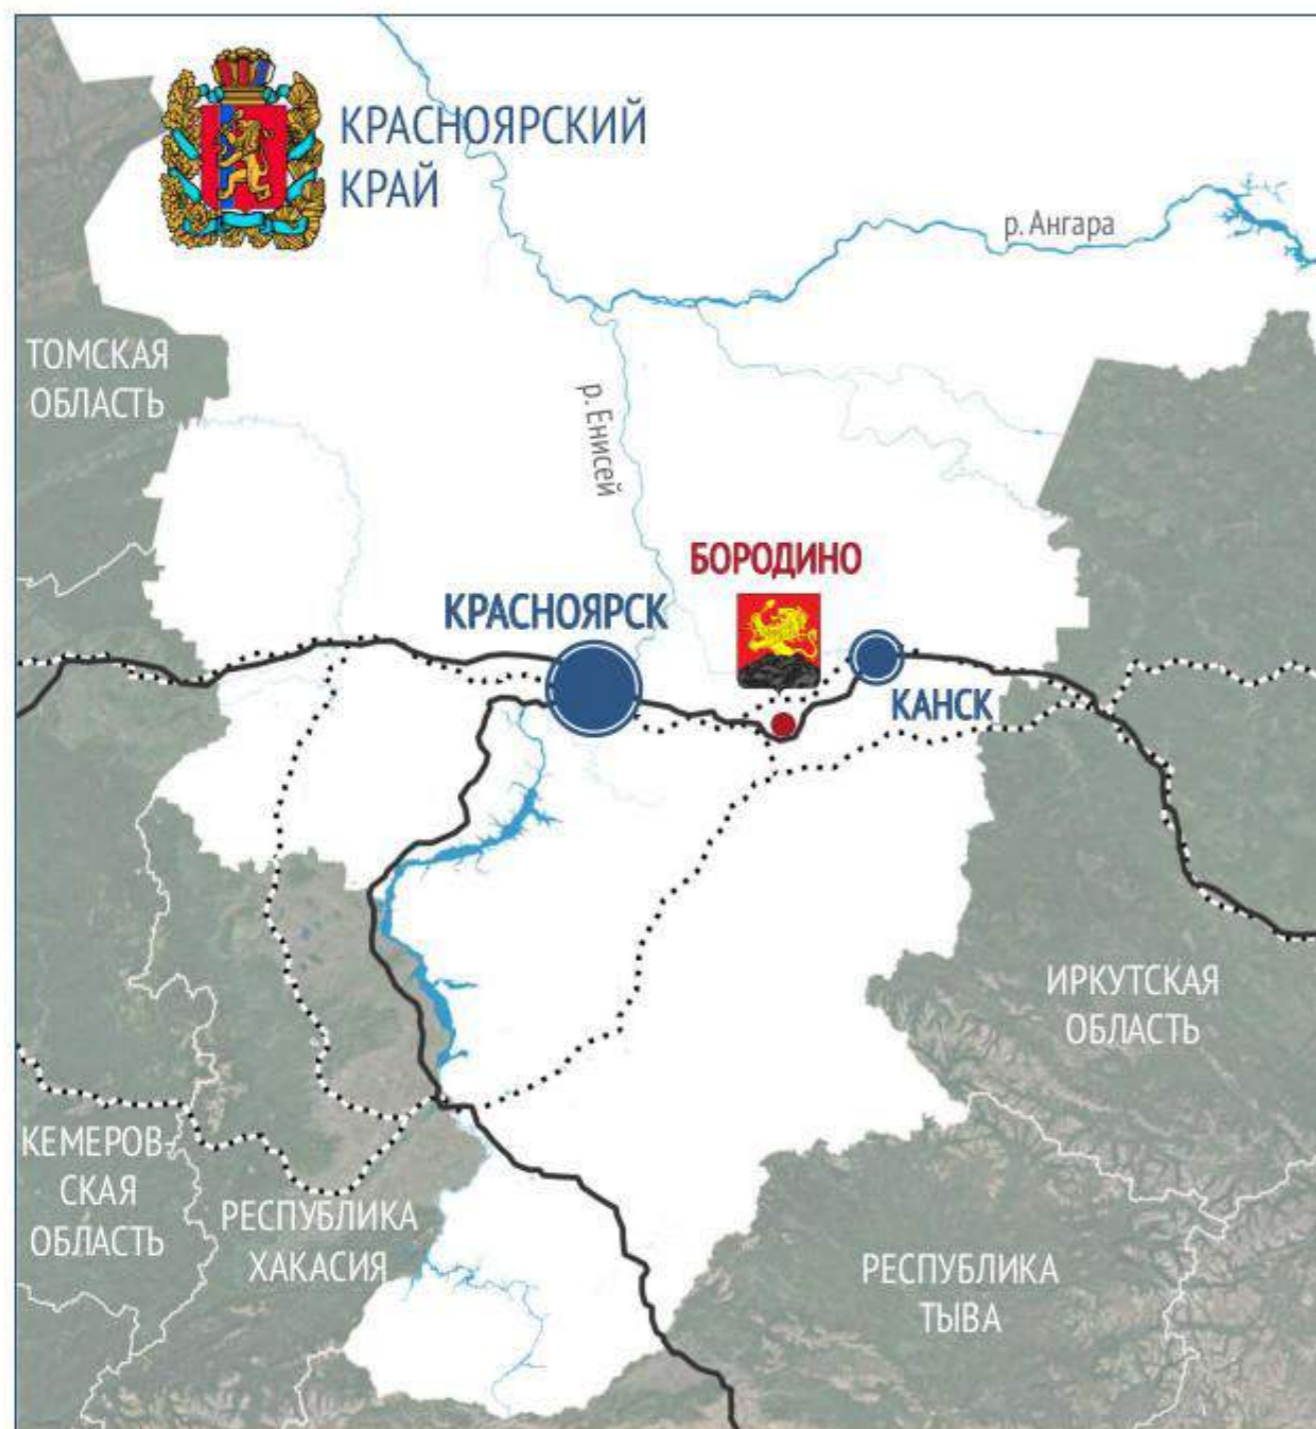 КРАСНОЯРСКИЙ
КРАЙ
р. Ангара
ТОМСКАЯ
ОБЛАСТЬ
р. Енисей
БОРОДИНО
КРАСНОЯРСК
КАНСК
ИРКУТСКАЯ
ОБЛАСТЬ
КЕМЕРОВ-
СКАЯ
ОБЛАСТЬ
РЕСПУБЛИКА
ХАКАСИЯ
РЕСПУБЛИКА
ТЫВА